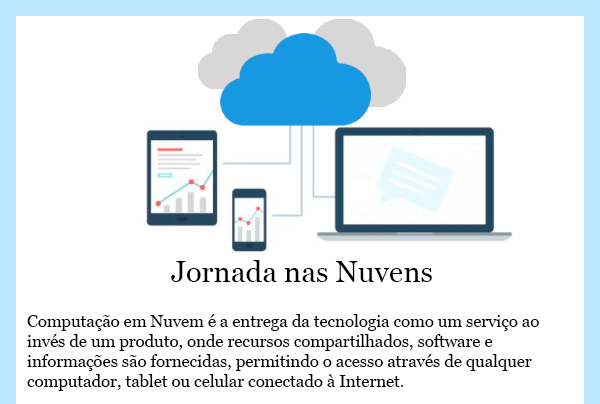 Jornada nas Nuvens
Computação em Nuvem é a entrega da tecnologia como um serviço ao
invés de um produto, onde recursos compartilhados, software e
informações são fornecidas, permitindo o acesso através de qualquer
computador, tablet ou celular conectado à Internet.